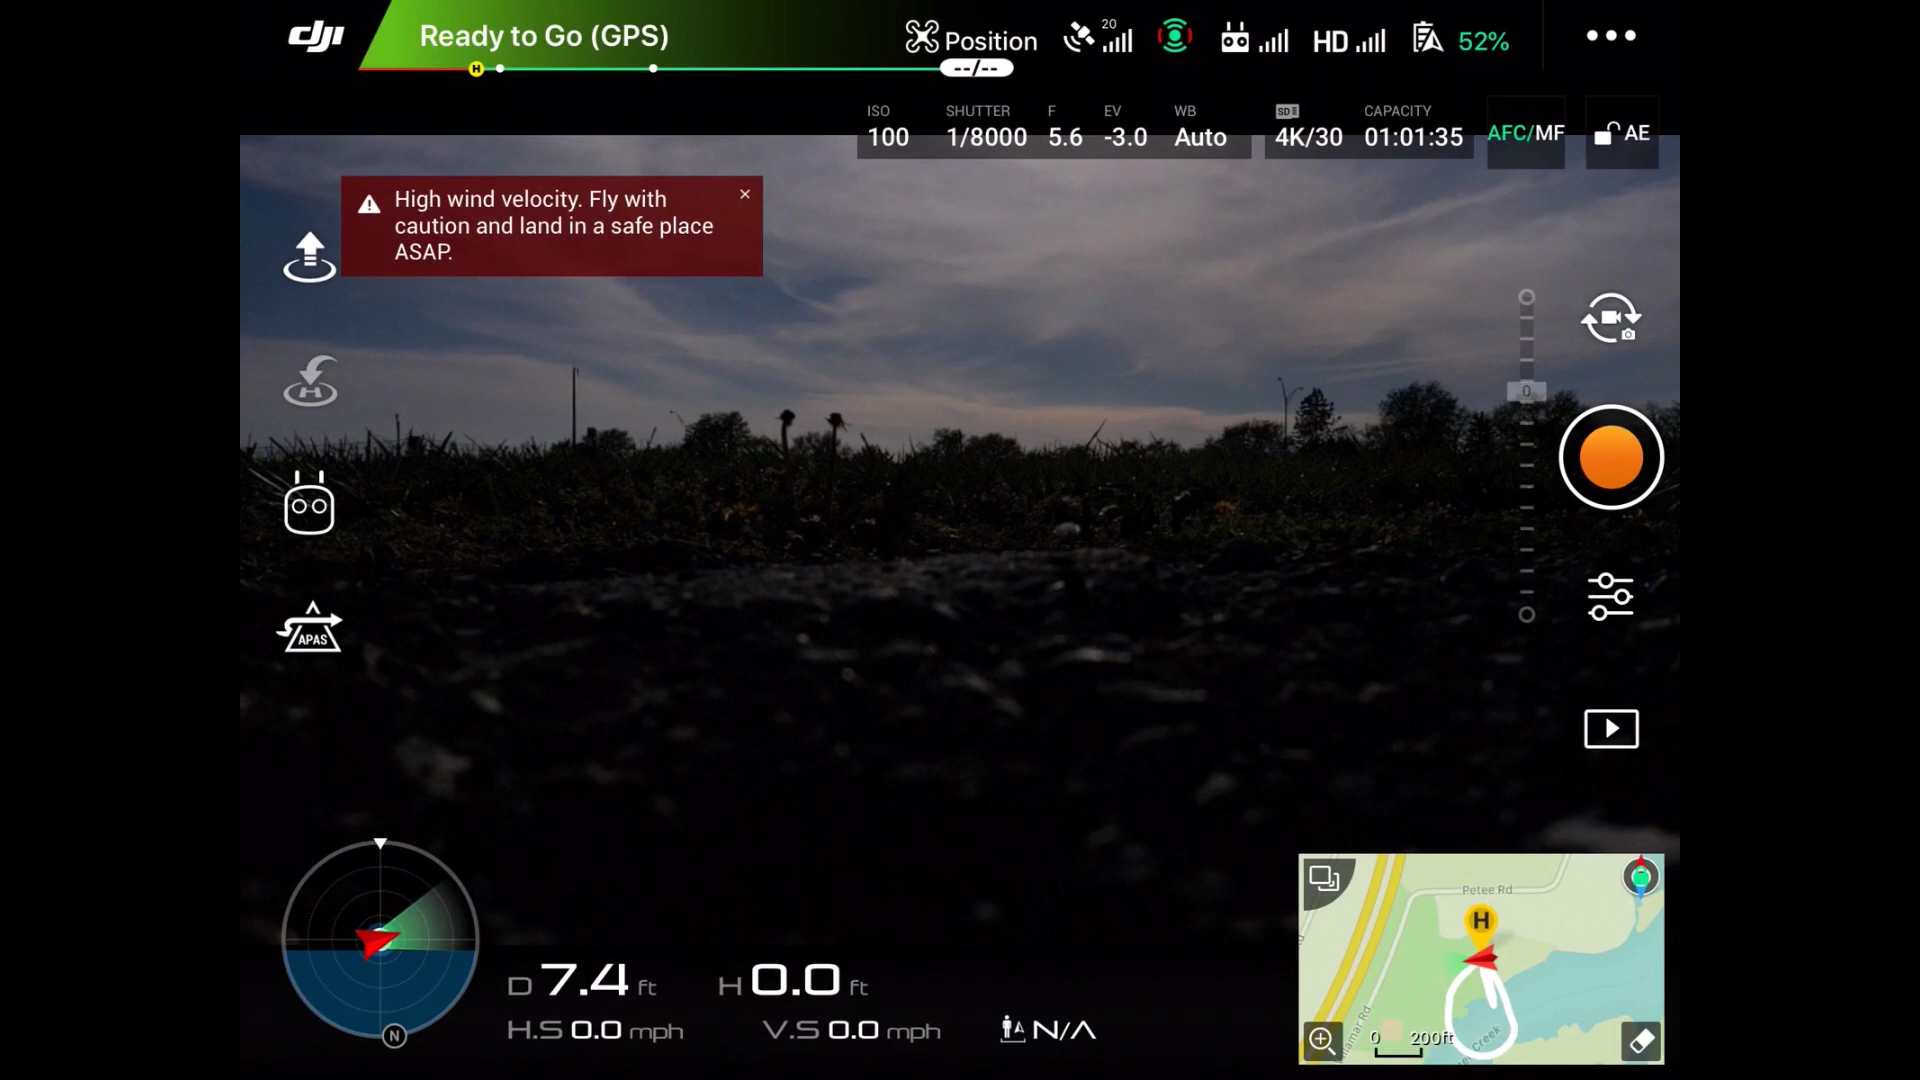 dji
Ready to Go (GPS)
Position
20
HD
52%
H
--/--
ISO
100
SHUTTER
1/8000
F
5.6
EV
-3.0
WB
Auto
SD
4K/30
CAPACITY
01:01:35
AFC/MF
AE
High wind velocity. Fly with
caution and land in a safe place
ASAP.
H
0
APAS
N
D 7.4 ft
H 0.0 ft
H.S 0.0 mph
V.S 0.0 mph
N/A
Petee Rd
H
Creek
0 200ft